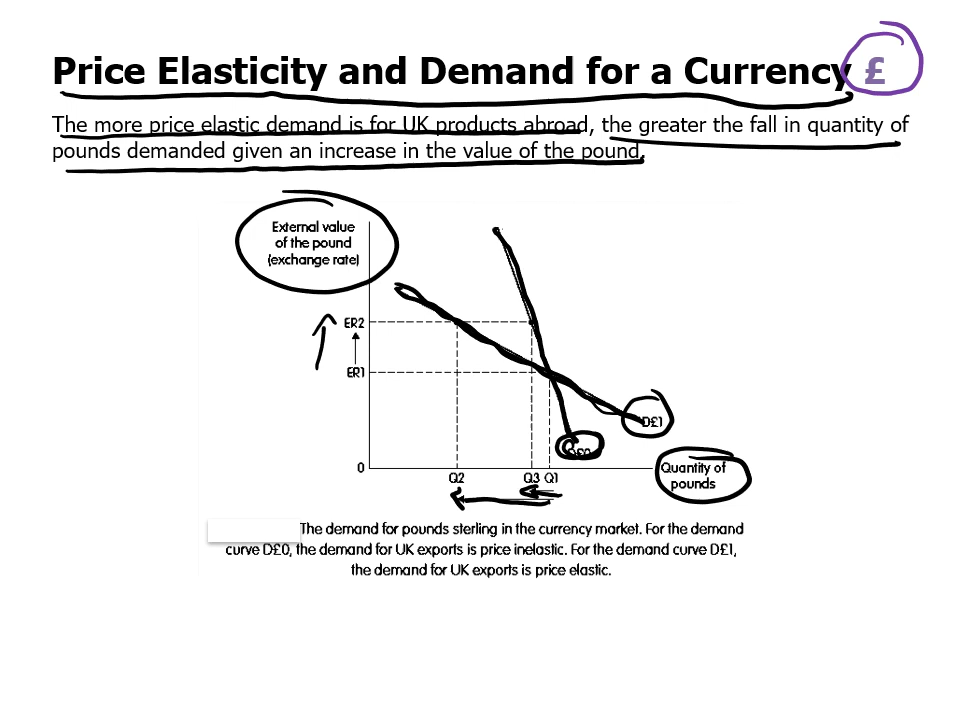 Price Elasticity and Demand for a Currency £
The more price elastic demand is for UK products abroad, the greater the fall in quantity of
pounds demanded given an increase in the value of the pound.
External value
of the pound
(exchange rate)
ER2
ER1
D£1
D£0
0
Q2 Q3 Q1
Quantity of
pounds
The demand for pounds sterling in the currency market. For the demand
curve D£0, the demand for UK exports is price inelastic. For the demand curve D£1,
the demand for UK exports is price elastic.